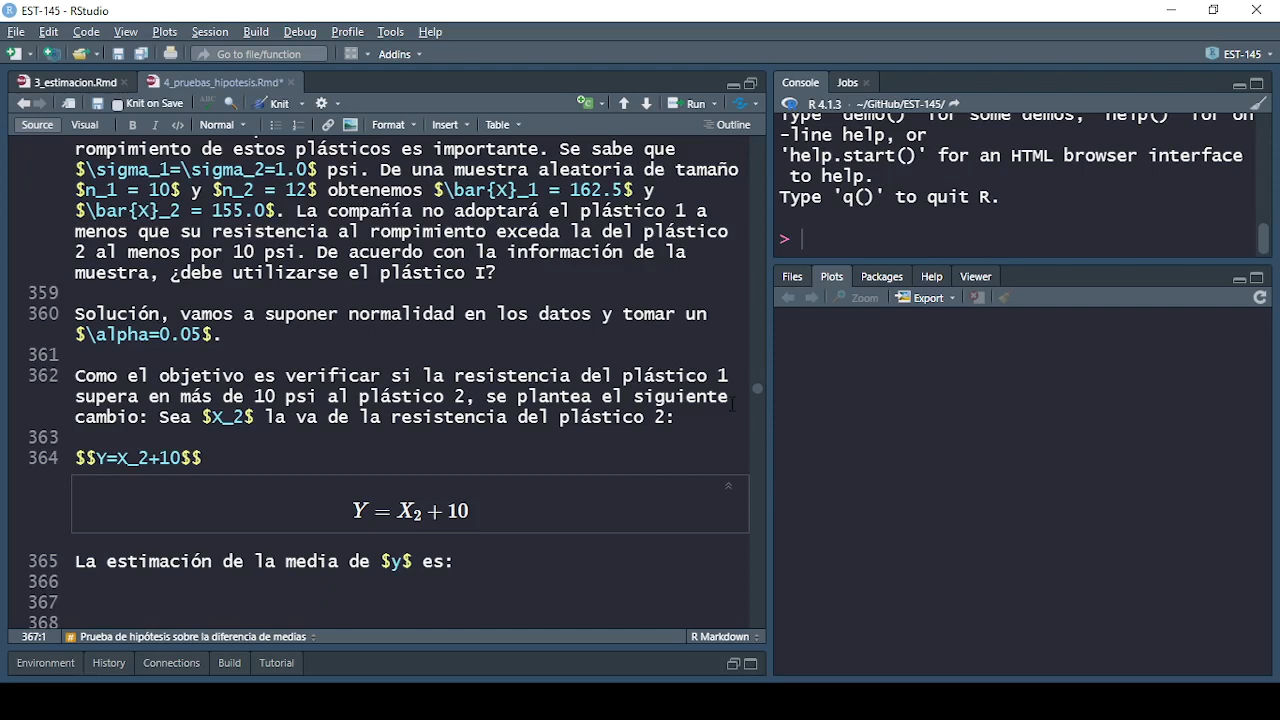 EST-145 - RStudio
File Edit Code View Plots Session Build Debug Profile Tools Help
Go to file/function Addins EST-145
3_estimacion.Rmd 4_pruebas_hipotesis.Rmd*
Knit on Save ABC Knit Run
Source Visual B I </> Normal Format Insert Table Outline
rompimiento de estos plásticos es importante. Se sabe que
$\sigma_1=\sigma_2=1.0$ psi. De una muestra aleatoria de tamaño
$n_1 = 10$ y $n_2 = 12$ obtenemos $\bar{X}_1 = 162.5$ y
$\bar{X}_2 = 155.0$. La compañía no adoptará el plástico 1 a
menos que su resistencia al rompimiento exceda la del plástico
2 al menos por 10 psi. De acuerdo con la información de la
muestra, ¿debe utilizarse el plástico I?
359
360 Solución, vamos a suponer normalidad en los datos y tomar un
$\alpha=0.05$.
361
362 Como el objetivo es verificar si la resistencia del plástico 1
supera en más de 10 psi al plástico 2, se plantea el siguiente
cambio: Sea $X_2$ la va de la resistencia del plástico 2:
363
364 $$Y=X_2+10$$
Y = X₂ + 10
365 La estimación de la media de $y$ es:
366
367
368
367:1 # Prueba de hipótesis sobre la diferencia de medias R Markdown
Environment History Connections Build Tutorial
Console Jobs
R 4.1.3 · ~/GitHub/EST-145/
Type 'demo()' for some demos, 'help()' for on
-line help, or
'help.start()' for an HTML browser interface
to help.
Type 'q()' to quit R.
>
Files Plots Packages Help Viewer
Zoom Export